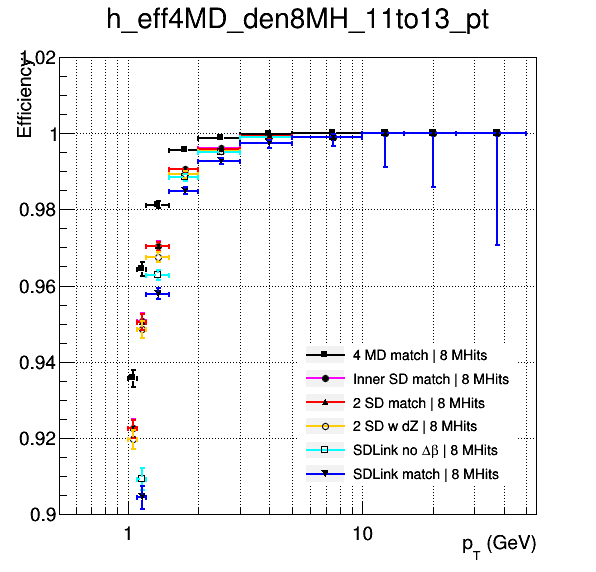 h_eff4MD_den8MH_11to13_pt
Efficiency
1.02
1
0.98
0.96
0.94
0.92
0.9
4 MD match | 8 MHits
Inner SD match | 8 MHits
2 SD match | 8 MHits
2 SD w dZ | 8 MHits
SDLink no Δβ | 8 MHits
SDLink match | 8 MHits
1 10
p_T (GeV)